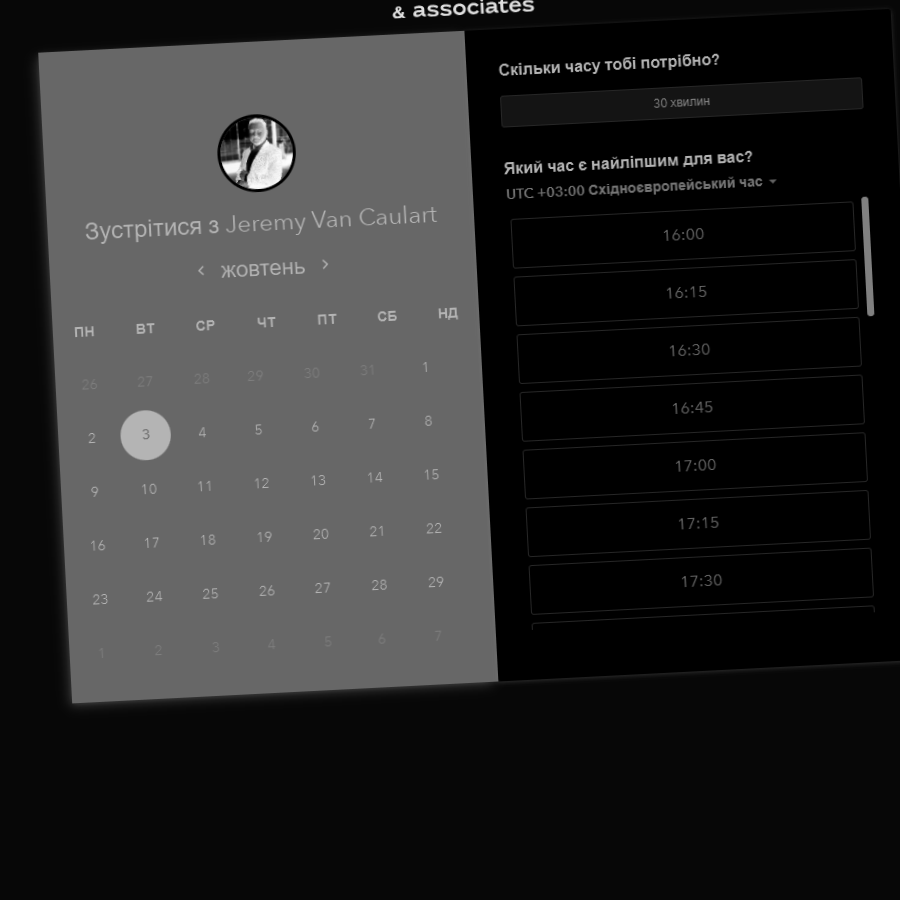 & associates
Зустрітися з Jeremy Van Caulart
жовтень
ПН ВТ СР ЧТ ПТ СБ НД
26 27 28 29 30 31 1
2 3 4 5 6 7 8
9 10 11 12 13 14 15
16 17 18 19 20 21 22
23 24 25 26 27 28 29
1 2 3 4 5 6 7
Скільки часу тобі потрібно?
30 хвилин
Який час є найліпшим для вас?
UTC +03:00 Східноєвропейський час
16:00
16:15
16:30
16:45
17:00
17:15
17:30